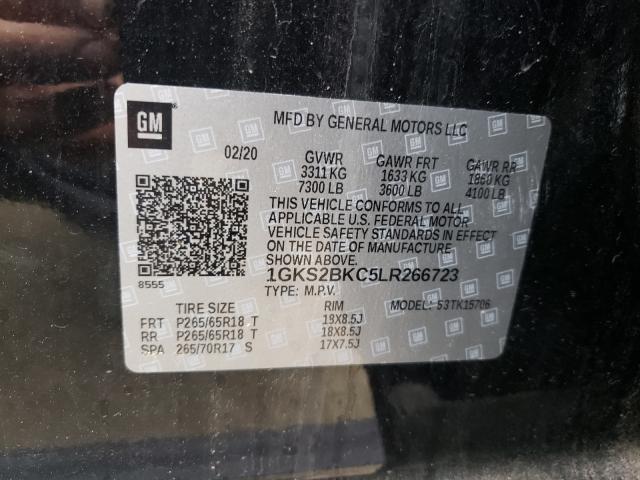 GM
MFD BY GENERAL MOTORS LLC
02/20 GVWR GAWR FRT GAWR RR
3311 KG 1633 KG 1860 KG
7300 LB 3600 LB 4100 LB
THIS VEHICLE CONFORMS TO ALL
APPLICABLE U.S. FEDERAL MOTOR
VEHICLE SAFETY STANDARDS IN EFFECT
ON THE DATE OF MANUFACTURE
SHOWN ABOVE.
8555
1GKS2BKC5LR266723
TYPE: M.P.V. MODEL: 53TK15706
TIRE SIZE RIM
FRT P265/65R18 T 19X8.5J
RR P265/65R18 T 18X8.5J
SPA 265/70R17 S 17X7.5J